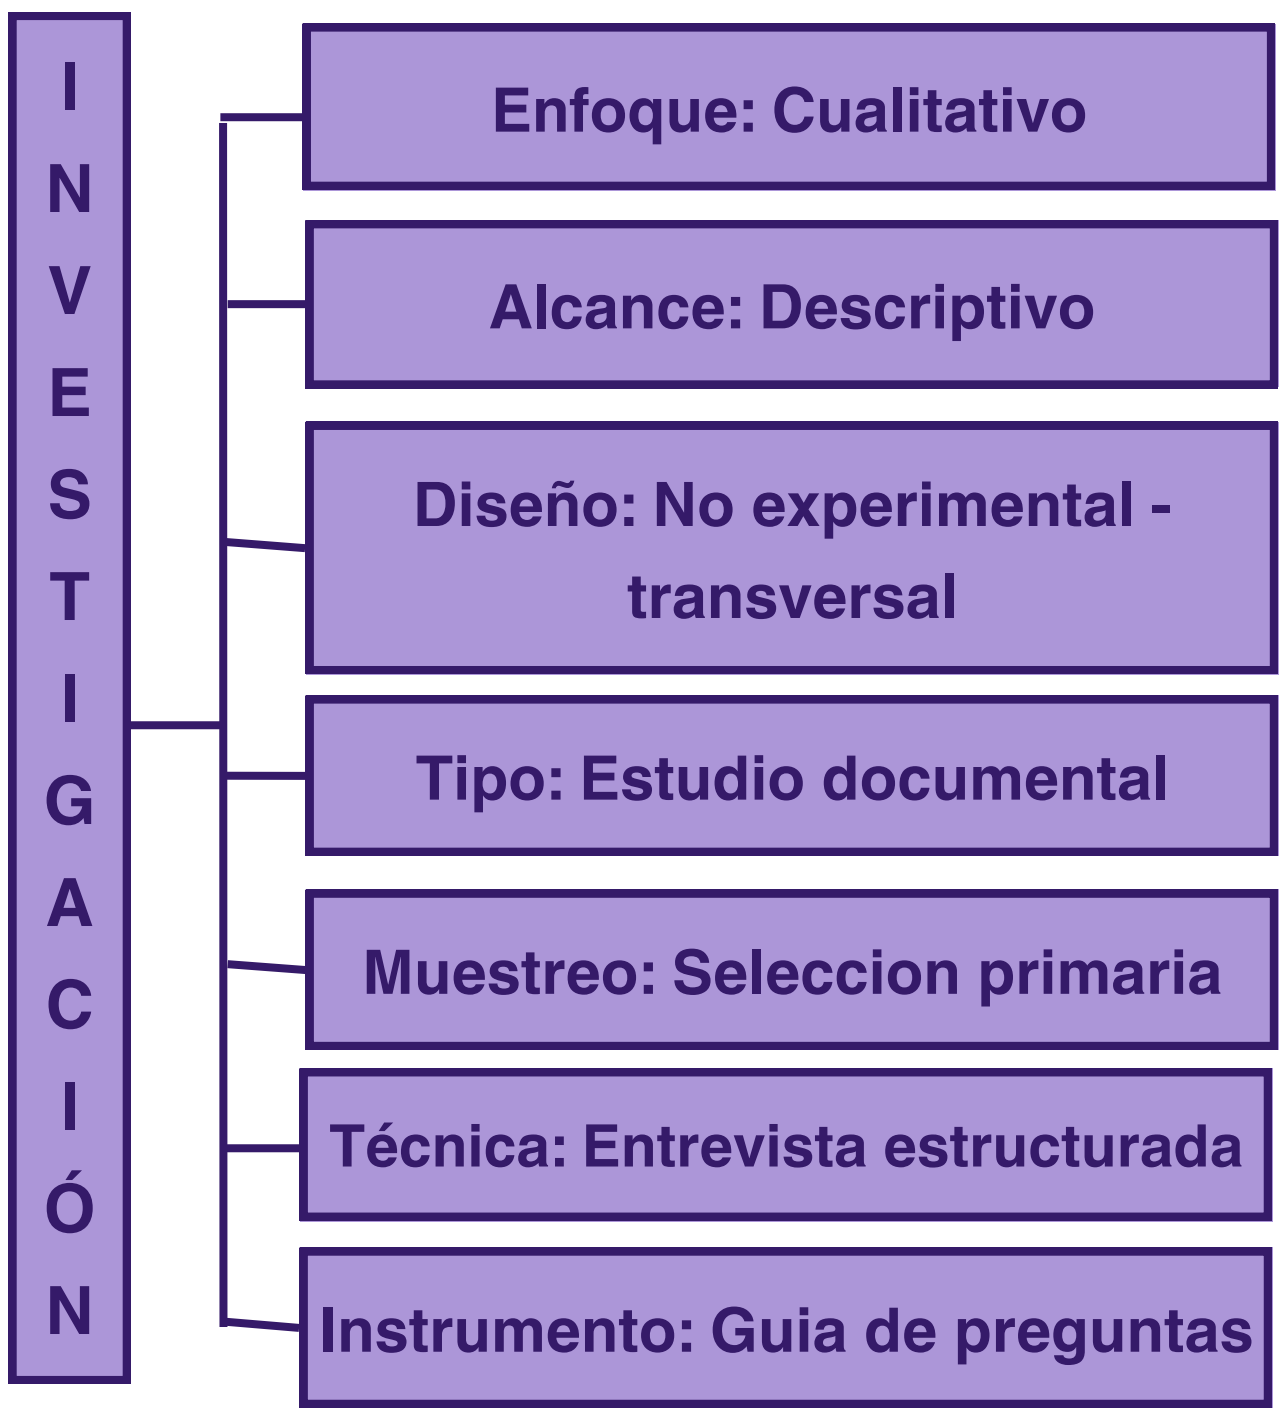 INVESTIGACIÓN
Enfoque: Cualitativo
Alcance: Descriptivo
Diseño: No experimental -
transversal
Tipo: Estudio documental
Muestreo: Seleccion primaria
Técnica: Entrevista estructurada
Instrumento: Guia de preguntas